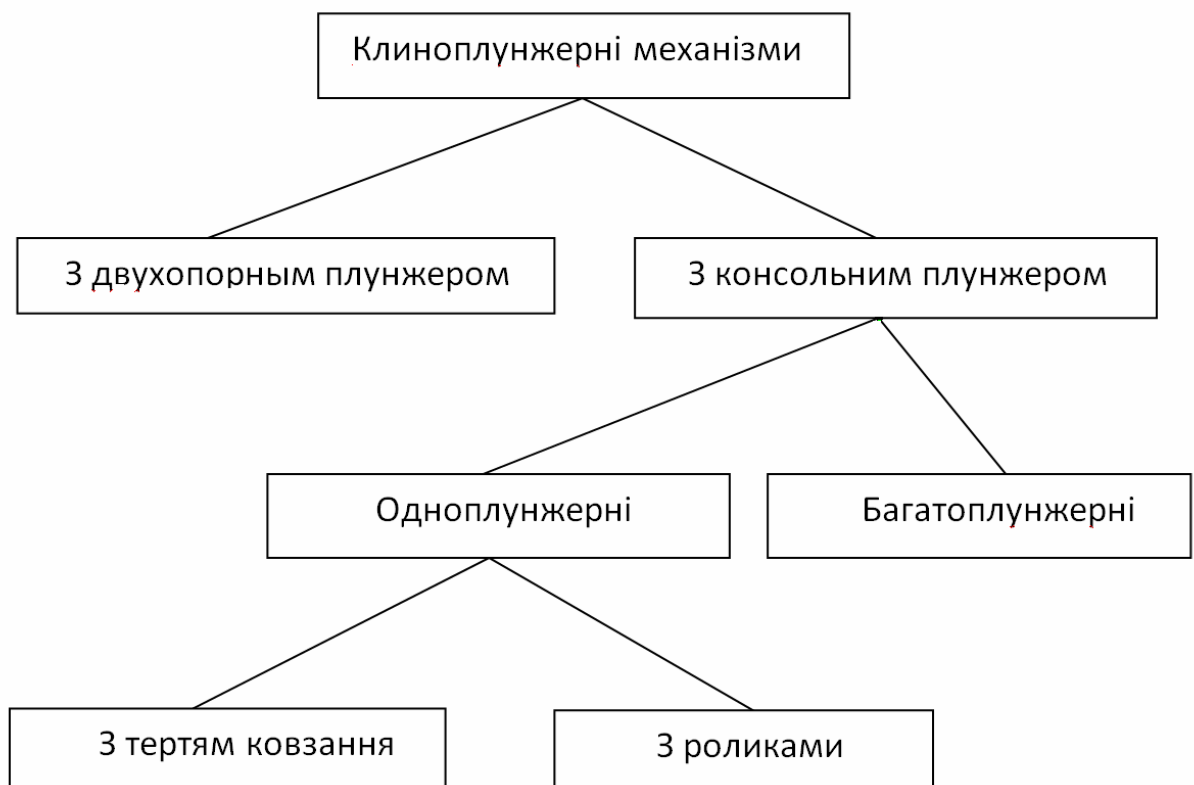 Клиноплунжерні механізми
З двухопорным плунжером
З консольним плунжером
Одноплунжерні
Багатоплунжерні
З тертям ковзання
З роликами